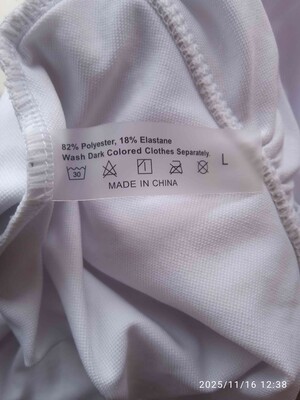 82% Polyester, 18% Elastane
Wash Dark Colored Clothes Separately.
30
L
MADE IN CHINA
2025/11/16 12:38